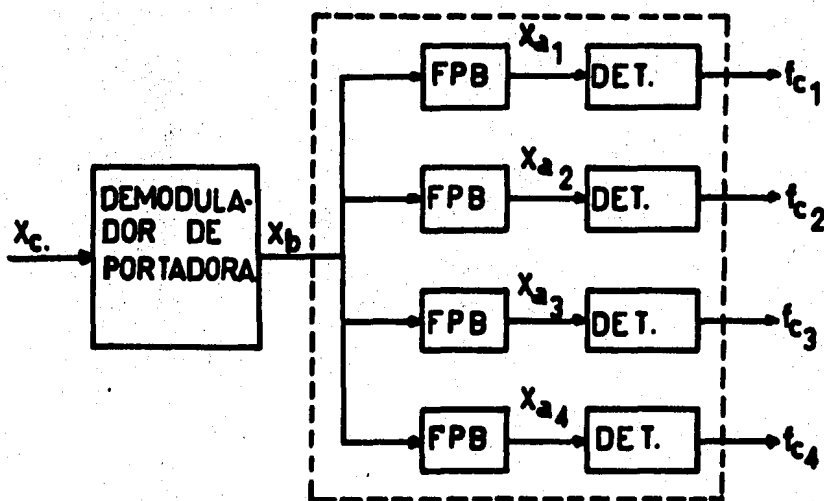 Xa1
FPB
DET.
fc1
Xa2
FPB
DET.
fc2
DEMODULA-
DOR DE
PORTADORA
Xc.
Xb
Xa3
FPB
DET.
fc3
Xa4
FPB
DET.
fc4